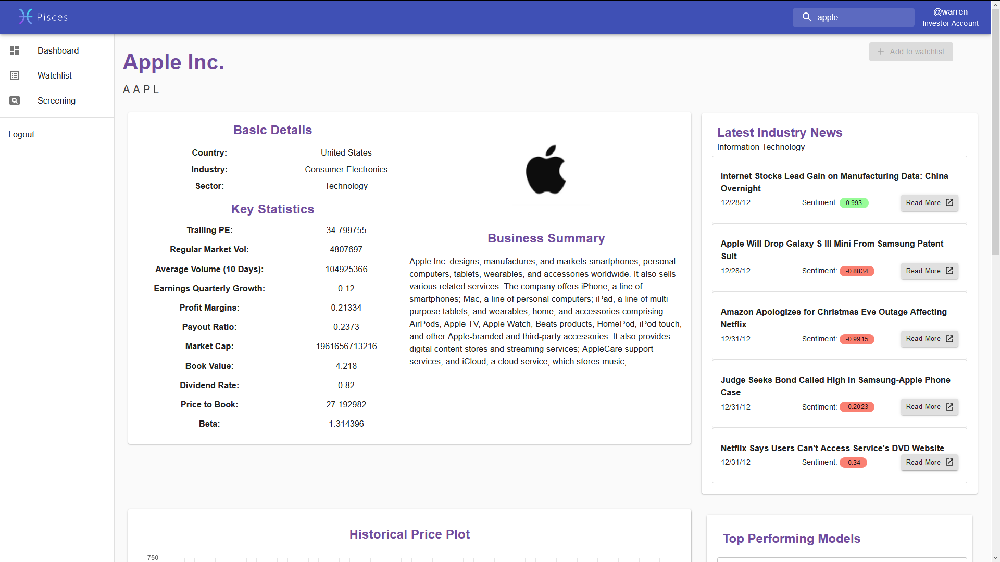 Pisces
apple
@warren
Investor Account
Dashboard
Watchlist
Screening
Logout
Apple Inc.
AAPL
Add to watchlist
Basic Details
Country: United States
Industry: Consumer Electronics
Sector: Technology
Key Statistics
Trailing PE: 34.799755
Regular Market Vol: 4807697
Average Volume (10 Days): 104925366
Earnings Quarterly Growth: 0.12
Profit Margins: 0.21334
Payout Ratio: 0.2373
Market Cap: 1961656713216
Book Value: 4.218
Dividend Rate: 0.82
Price to Book: 27.192982
Beta: 1.314396
Business Summary
Apple Inc. designs, manufactures, and markets smartphones, personal
computers, tablets, wearables, and accessories worldwide. It also sells
various related services. The company offers iPhone, a line of
smartphones; Mac, a line of personal computers; iPad, a line of multi-
purpose tablets; and wearables, home, and accessories comprising
AirPods, Apple TV, Apple Watch, Beats products, HomePod, iPod touch,
and other Apple-branded and third-party accessories. It also provides
digital content stores and streaming services; AppleCare support
services; and iCloud, a cloud service, which stores music,...
Latest Industry News
Information Technology
Internet Stocks Lead Gain on Manufacturing Data: China
Overnight
12/28/12 Sentiment: 0.993 Read More
Apple Will Drop Galaxy S III Mini From Samsung Patent
Suit
12/28/12 Sentiment: -0.8834 Read More
Amazon Apologizes for Christmas Eve Outage Affecting
Netflix
12/31/12 Sentiment: -0.9915 Read More
Judge Seeks Bond Called High in Samsung-Apple Phone
Case
12/31/12 Sentiment: -0.2023 Read More
Netflix Says Users Can't Access Service's DVD Website
12/31/12 Sentiment: -0.34 Read More
Historical Price Plot
750
Top Performing Models